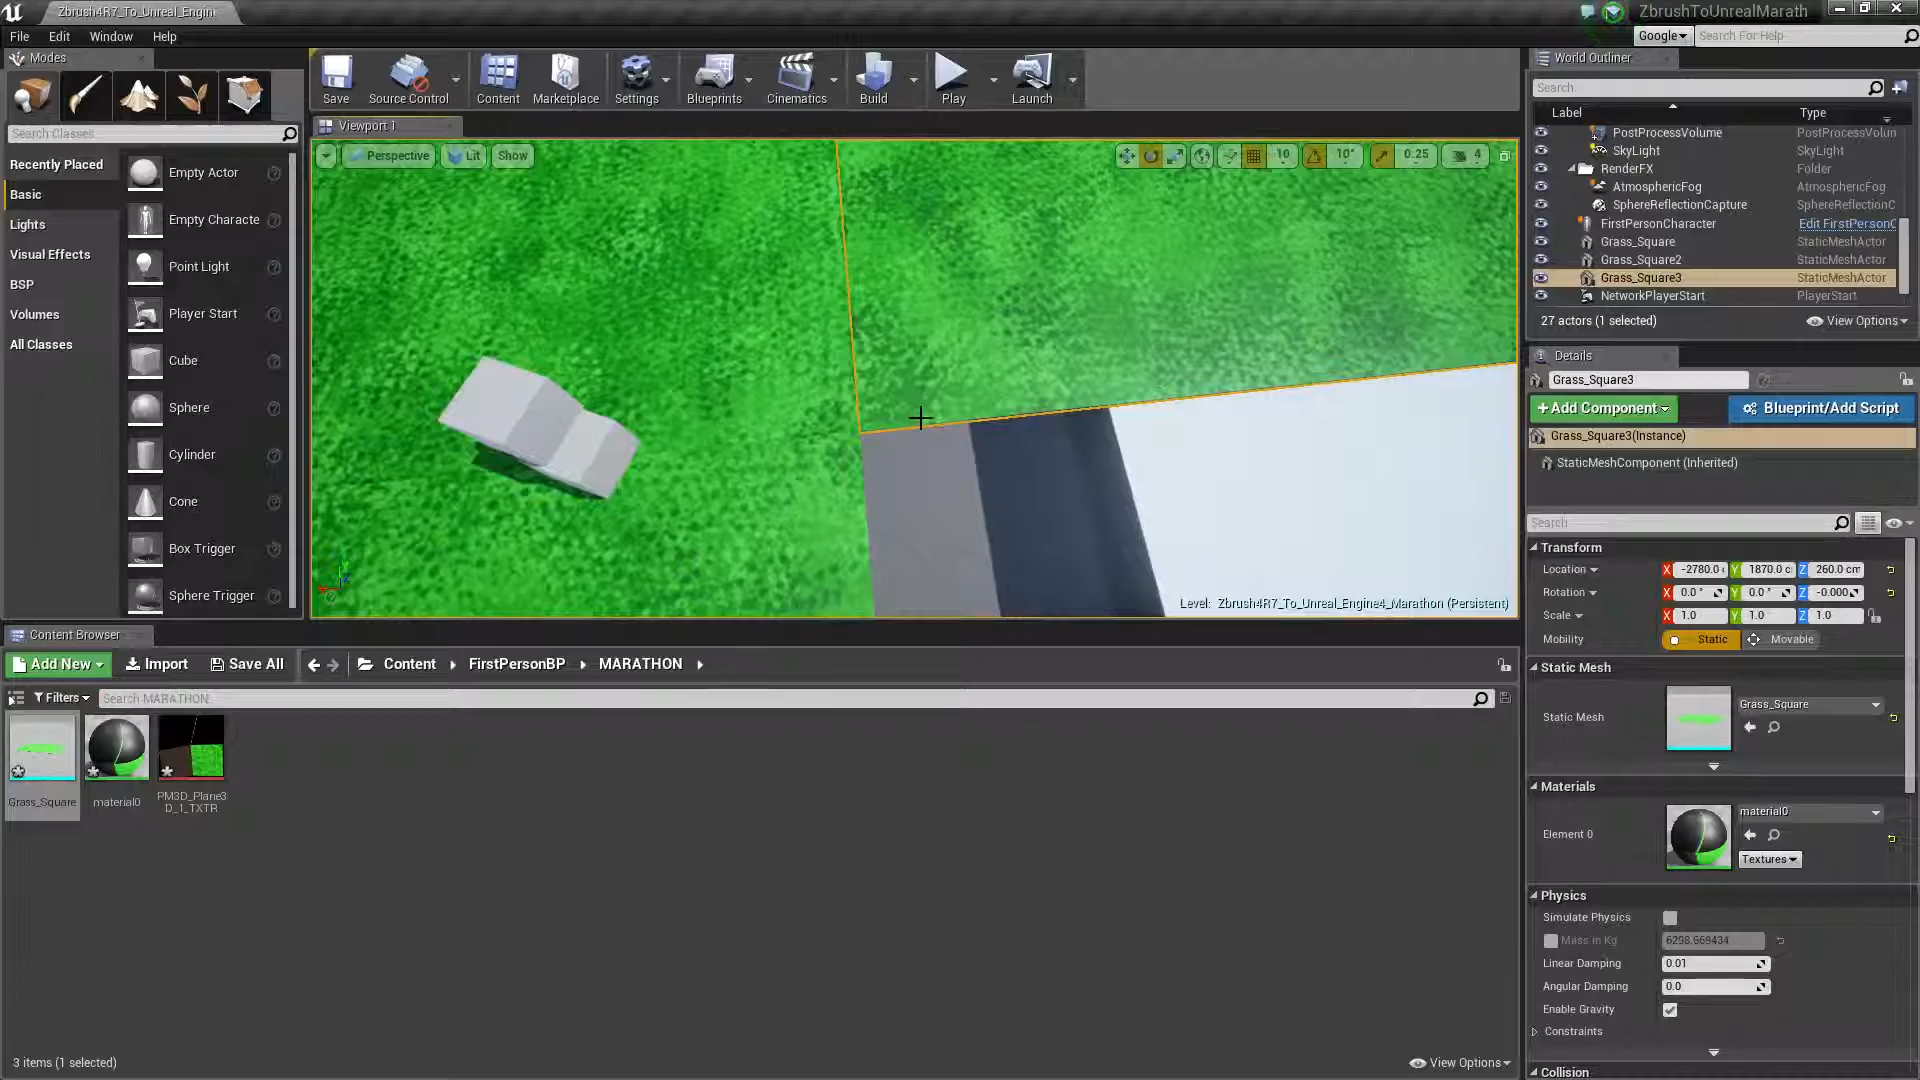 Zbrush4R7_To_Unreal_Engin
ZbrushToUnrealMarath
File Edit Window Help
Google Search For Help
Modes
Search Classes
Recently Placed
Basic
Lights
Visual Effects
BSP
Volumes
All Classes
Empty Actor
Empty Characte
Point Light
Player Start
Cube
Sphere
Cylinder
Cone
Box Trigger
Sphere Trigger
Save
Source Control
Content
Marketplace
Settings
Blueprints
Cinematics
Build
Play
Launch
Viewport 1
Perspective Lit Show
10 10° 0.25 4
Level: Zbrush4R7_To_Unreal_Engine4_Marathon (Persistent)
World Outliner
Search
Label Type
PostProcessVolume PostProcessVolun
SkyLight SkyLight
RenderFX Folder
AtmosphericFog AtmosphericFog
SphereReflectionCapture SphereReflectionC
FirstPersonCharacter Edit FirstPersonC
Grass_Square StaticMeshActor
Grass_Square2 StaticMeshActor
Grass_Square3 StaticMeshActor
NetworkPlayerStart PlayerStart
27 actors (1 selected) View Options
Details
Grass_Square3
+Add Component Blueprint/Add Script
Grass_Square3(Instance)
StaticMeshComponent (Inherited)
Search
Transform
Location X -2780.0 c Y 1870.0 c Z 260.0 cm
Rotation X 0.0 ° Y 0.0 ° Z -0.000
Scale X 1.0 Y 1.0 Z 1.0
Mobility Static Movable
Static Mesh
Static Mesh Grass_Square
Materials
Element 0 material0
Textures
Physics
Simulate Physics
Mass in Kg 6298.669434
Linear Damping 0.01
Angular Damping 0.0
Enable Gravity
Constraints
Collision
Content Browser
Add New Import Save All Content FirstPersonBP MARATHON
Filters Search MARATHON
Grass_Square
material0
PM3D_Plane3
D_1_TXTR
3 items (1 selected) View Options